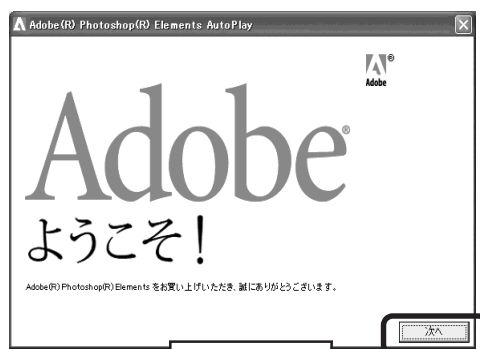 Adobe(R) Photoshop(R) Elements AutoPlay
Adobe
Adobe®
ようこそ!
Adobe(R) Photoshop(R) Elements をお買い上げいただき、誠にありがとうございます。
次へ